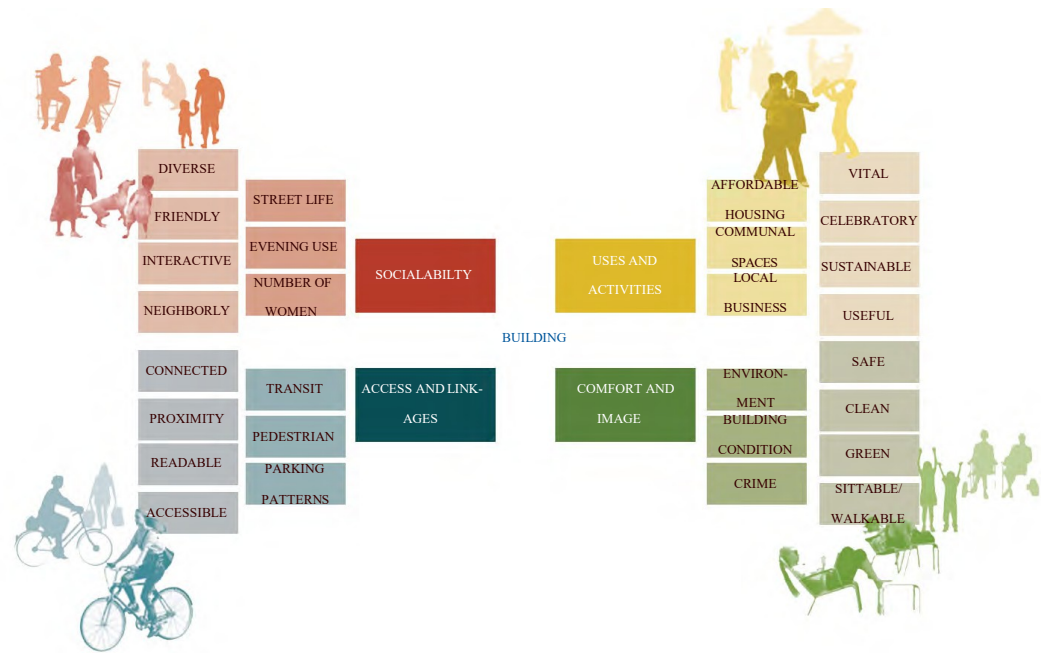 DIVERSE
FRIENDLY
INTERACTIVE
NEIGHBORLY
STREET LIFE
EVENING USE
NUMBER OF
WOMEN
SOCIALABILTY
USES AND
ACTIVITIES
AFFORDABLE
HOUSING
COMMUNAL
SPACES
LOCAL
BUSINESS
VITAL
CELEBRATORY
SUSTAINABLE
USEFUL
BUILDING
CONNECTED
PROXIMITY
READABLE
ACCESSIBLE
TRANSIT
PEDESTRIAN
PARKING
PATTERNS
ACCESS AND LINK-
AGES
COMFORT AND
IMAGE
ENVIRON-
MENT
BUILDING
CONDITION
CRIME
SAFE
CLEAN
GREEN
SITTABLE/
WALKABLE